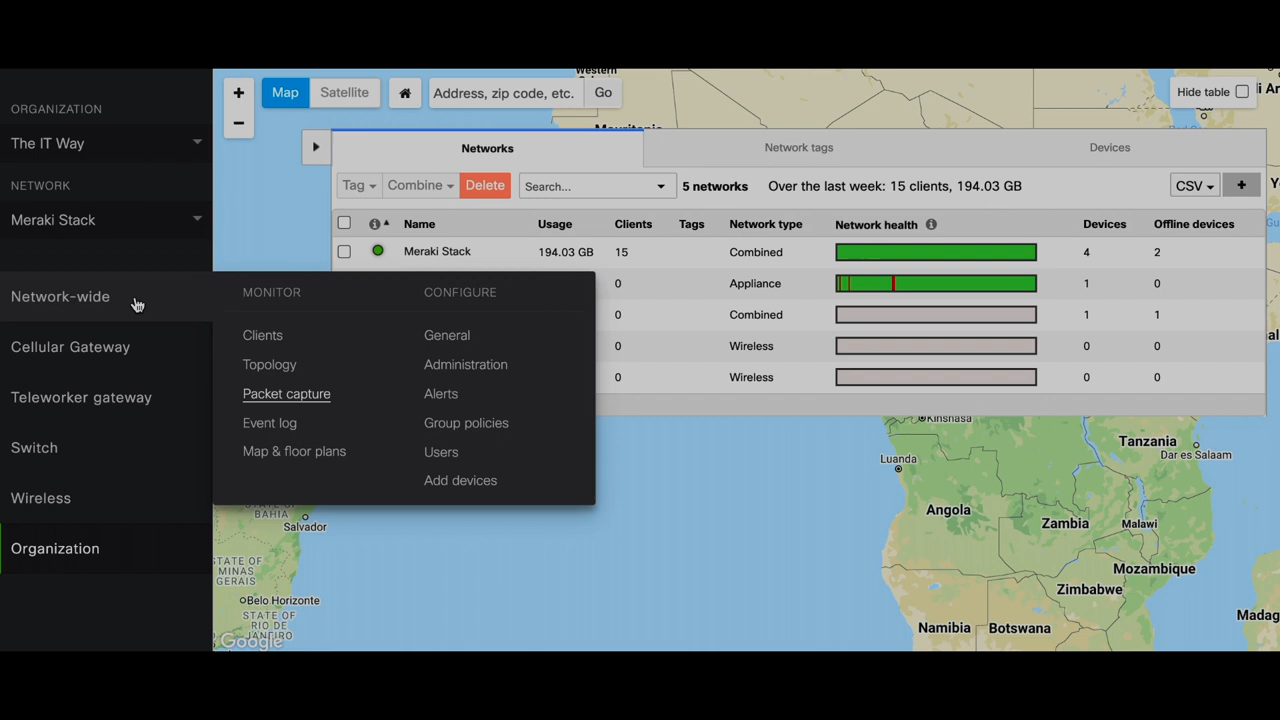 ORGANIZATION
The IT Way
NETWORK
Meraki Stack
Network-wide
Cellular Gateway
Teleworker gateway
Switch
Wireless
Organization
+
−
Map Satellite
Address, zip code, etc. Go
Hide table
Western
Mauritania
Networks Network tags Devices
Tag Combine Delete Search... 5 networks Over the last week: 15 clients, 194.03 GB CSV +
Name Usage Clients Tags Network type Network health Devices Offline devices
Meraki Stack 194.03 GB 15 Combined 4 2
0 Appliance 1 0
0 Combined 1 1
0 Wireless 0 0
0 Wireless 0 0
MONITOR
Clients
Topology
Packet capture
Event log
Map & floor plans
CONFIGURE
General
Administration
Alerts
Group policies
Users
Add devices
Kinshasa
Tanzania
Dar es Salaam
Luanda
Angola
Zambia
Malawi
Mozambique
Zimbabwe
Namibia
Botswana
STATE OF
BAHIA
Salvador
STATE OF
MINAS
GERAIS
Belo Horizonte
STATE OF
RIO DE
JANEIRO
Google